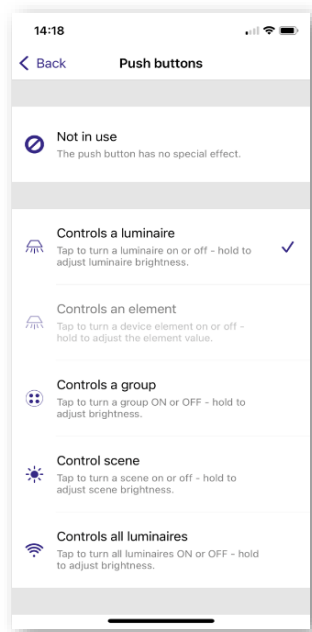 14:18
Back Push buttons
Not in use
The push button has no special effect.
Controls a luminaire
Tap to turn a luminaire on or off - hold to
adjust luminaire brightness.
Controls an element
Tap to turn a device element on or off -
hold to adjust the element value.
Controls a group
Tap to turn a group ON or OFF - hold to
adjust brightness.
Control scene
Tap to turn a scene on or off - hold to
adjust scene brightness.
Controls all luminaires
Tap to turn all luminaires ON or OFF - hold
to adjust brightness.